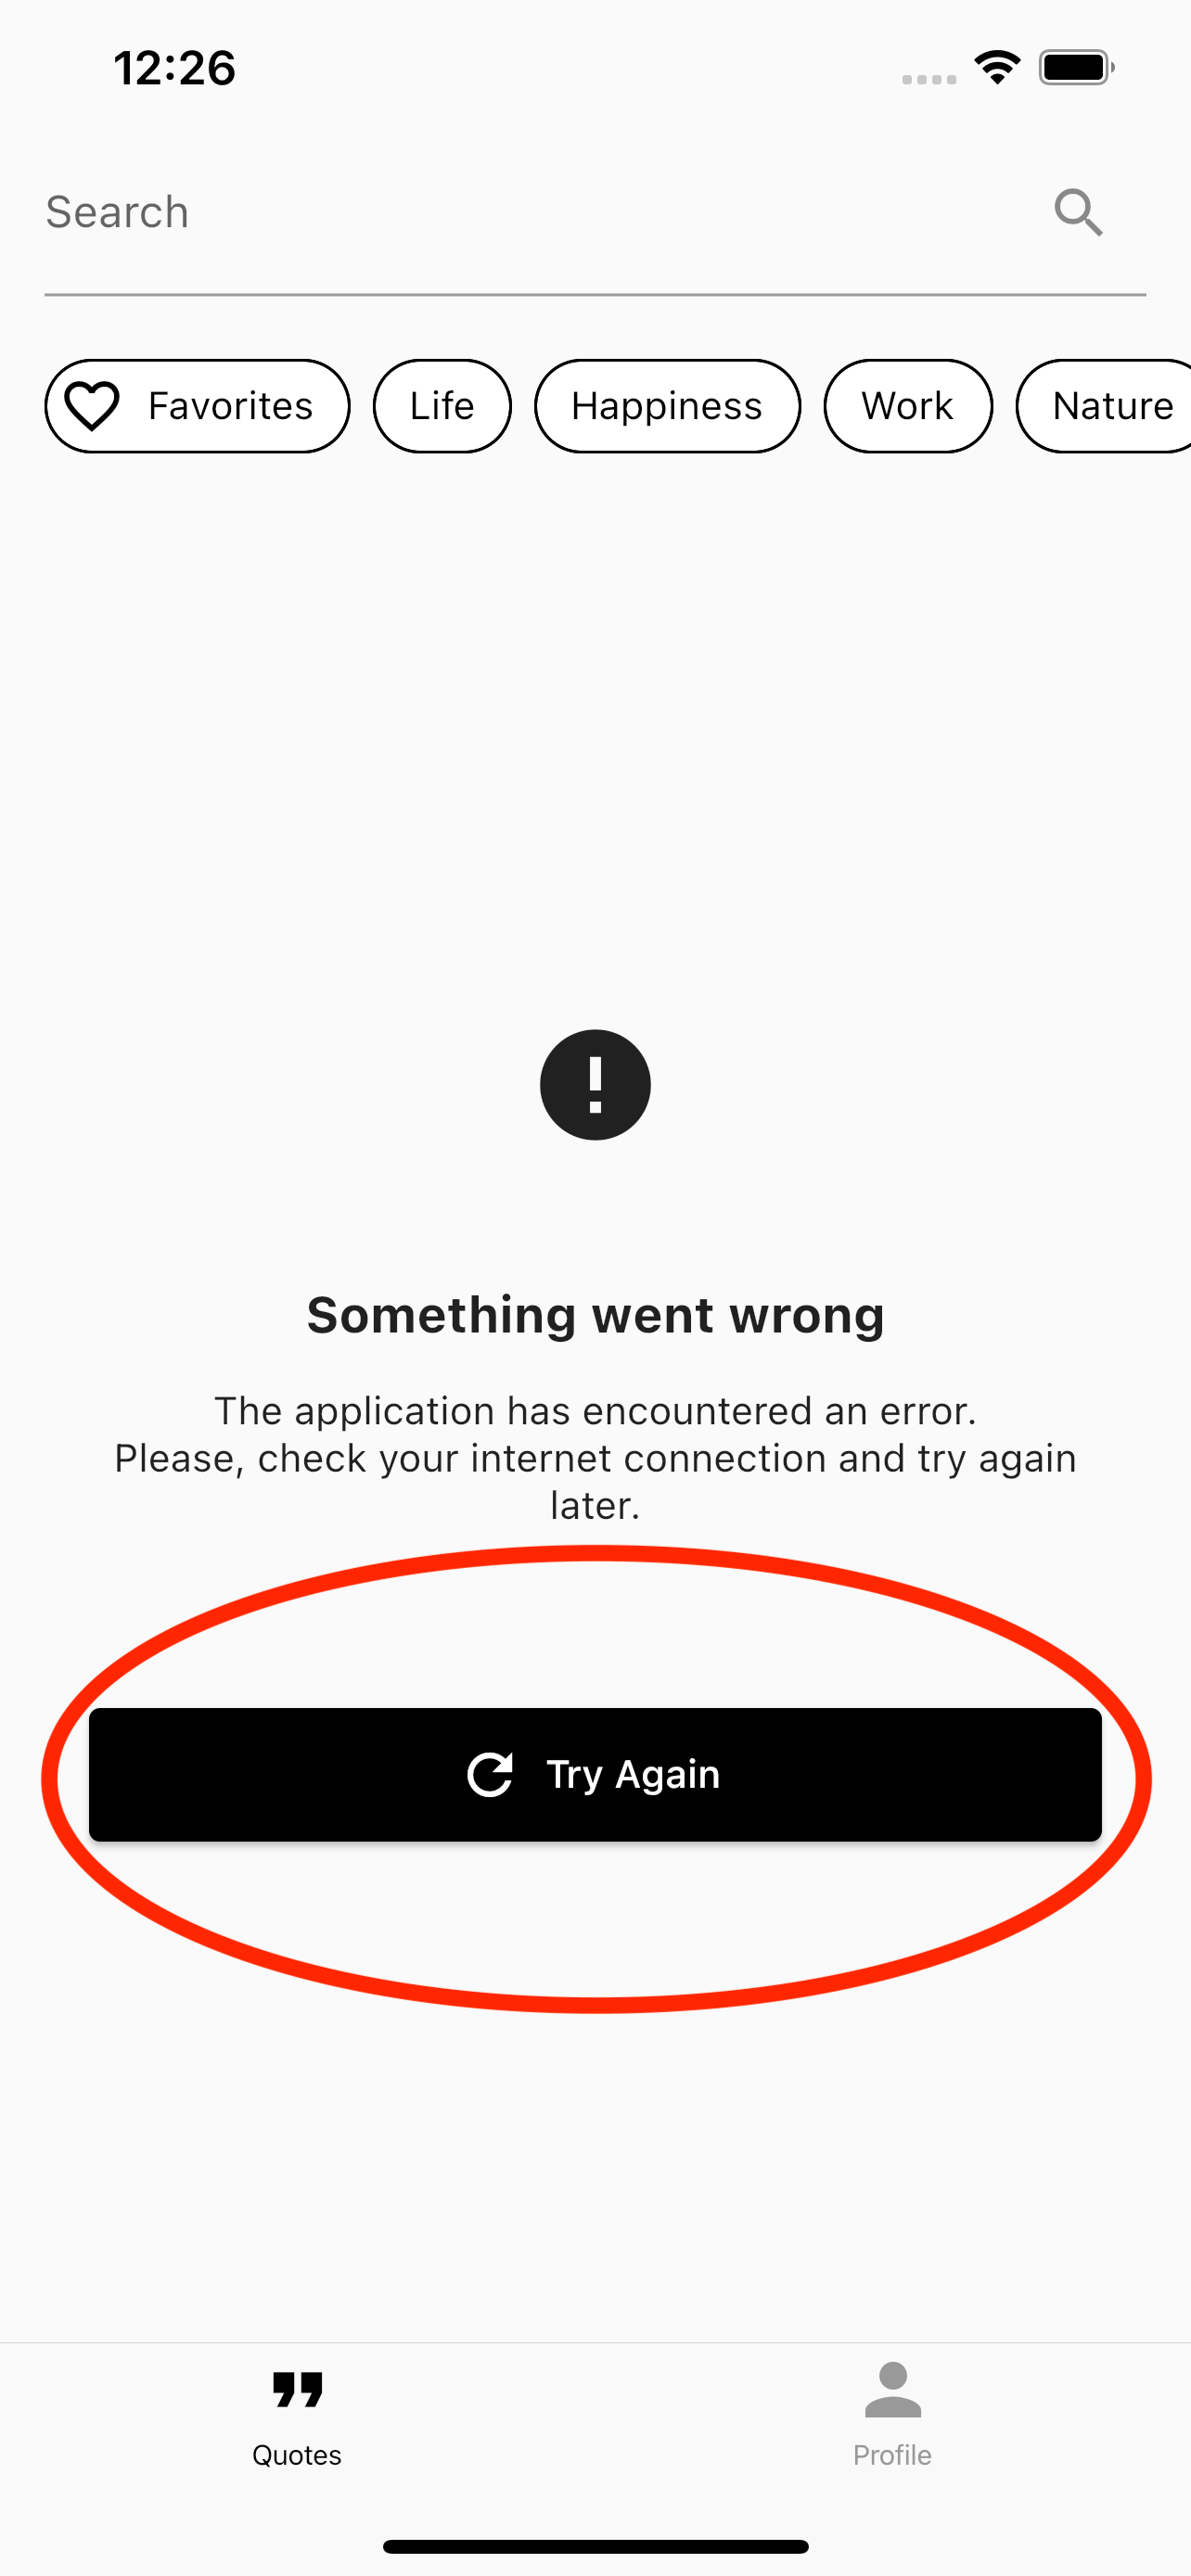 12:26
Search
Favorites Life Happiness Work Nature
Something went wrong
The application has encountered an error.
Please, check your internet connection and try again
later.
Try Again
Quotes Profile